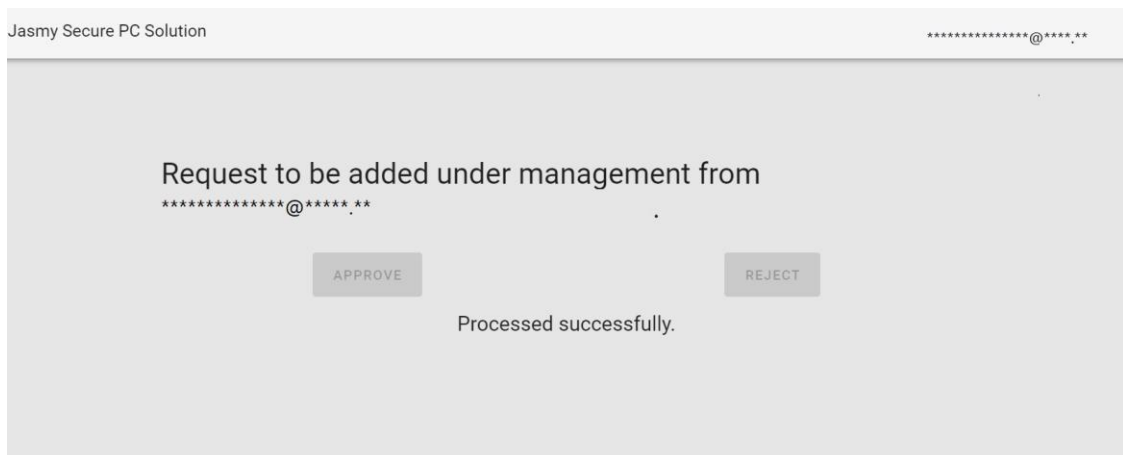 Jasmy Secure PC Solution
***************@****.**
Request to be added under management from
**************@*****.**
APPROVE
REJECT
Processed successfully.